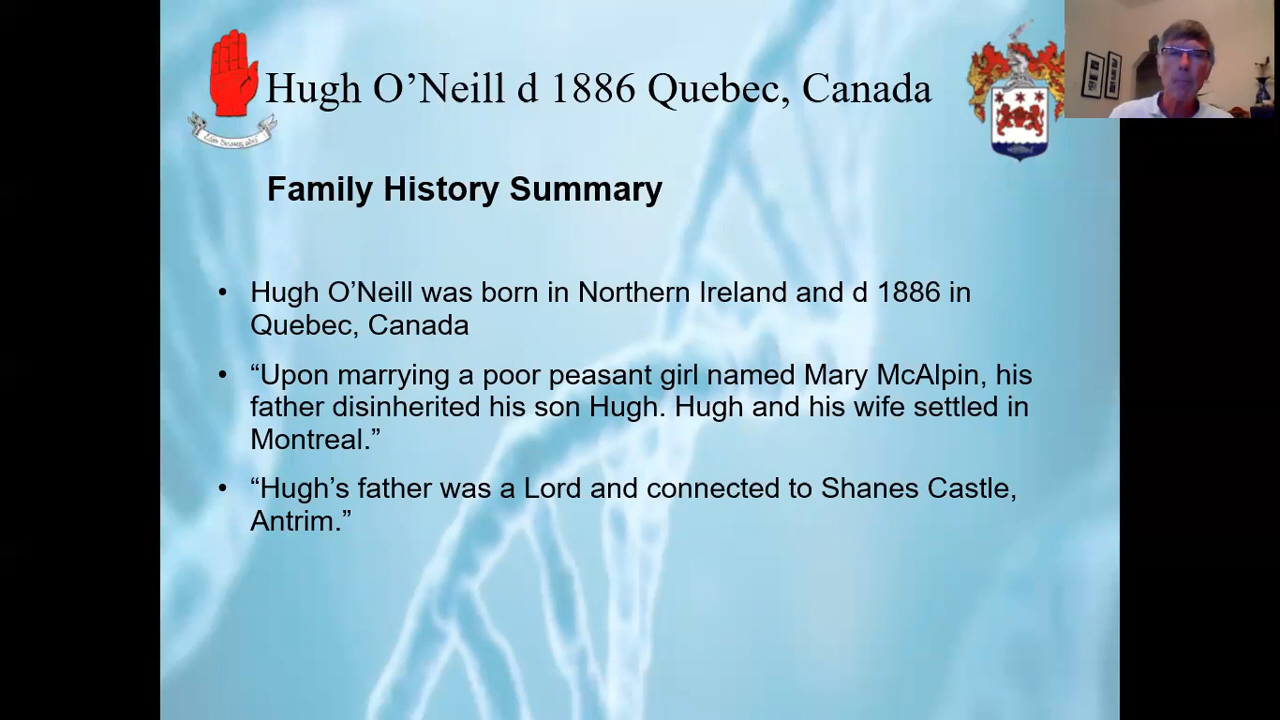 Hugh O’Neill d 1886 Quebec, Canada
Family History Summary
• Hugh O’Neill was born in Northern Ireland and d 1886 in
Quebec, Canada
• “Upon marrying a poor peasant girl named Mary McAlpin, his
father disinherited his son Hugh. Hugh and his wife settled in
Montreal.”
• “Hugh’s father was a Lord and connected to Shanes Castle,
Antrim.”